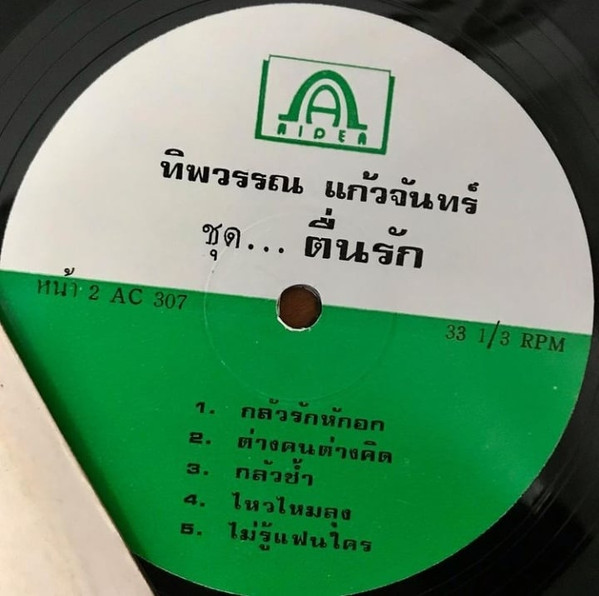 AIDEA
ทิพวรรณ แก้วจันทร์
ชุด... ตื่นรัก
หน้า 2 AC 307
33 1/3 RPM
1. กลัวรักหักอก
2. ต่างคนต่างคิด
3. กลัวช้ำ
4. ไหวไหมลุง
5. ไม่รู้แฟนใคร